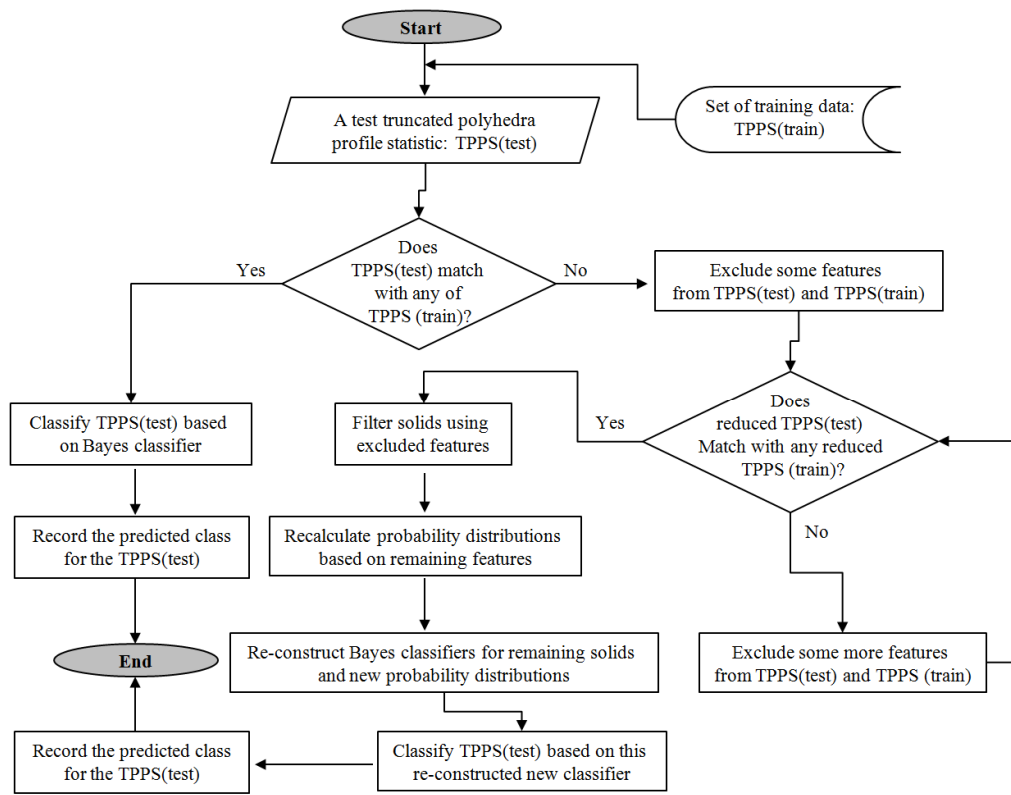 Start
Set of training data:
TPPS(train)
A test truncated polyhedra
profile statistic: TPPS(test)
Does
TPPS(test) match
with any of
TPPS (train)?
Yes
No
Exclude some features
from TPPS(test) and TPPS(train)
Classify TPPS(test) based
on Bayes classifier
Filter solids using
excluded features
Yes
Does
reduced TPPS(test)
Match with any reduced
TPPS (train)?
No
Record the predicted class
for the TPPS(test)
Recalculate probability distributions
based on remaining features
End
Re-construct Bayes classifiers for remaining solids
and new probability distributions
Exclude some more features
from TPPS(test) and TPPS (train)
Record the predicted class
for the TPPS(test)
Classify TPPS(test) based on this
re-constructed new classifier